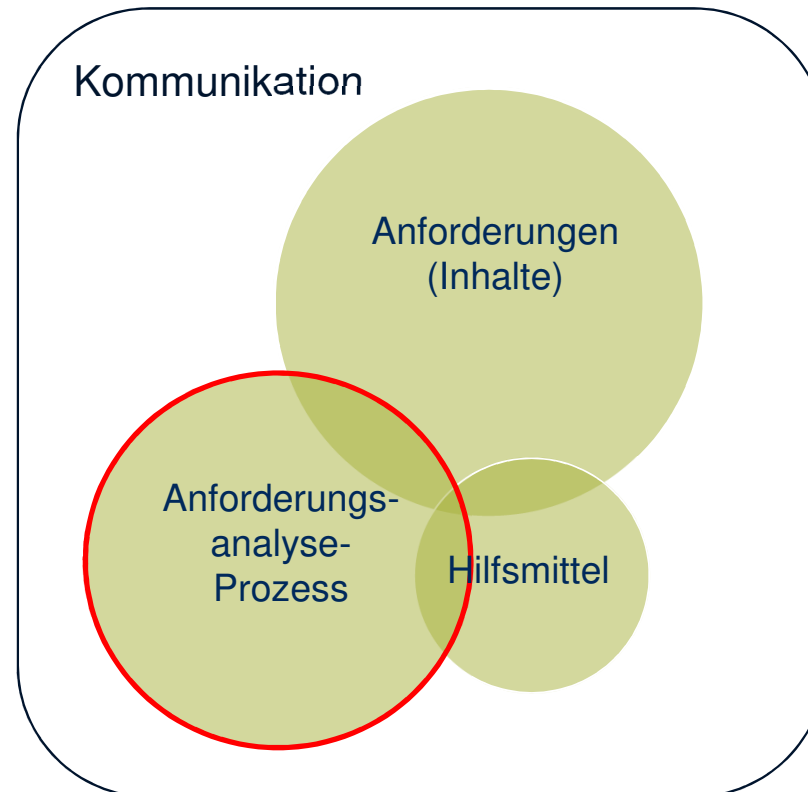 Kommunikation
Anforderungen
(Inhalte)
Anforderungs-
analyse-
Prozess
Hilfsmittel